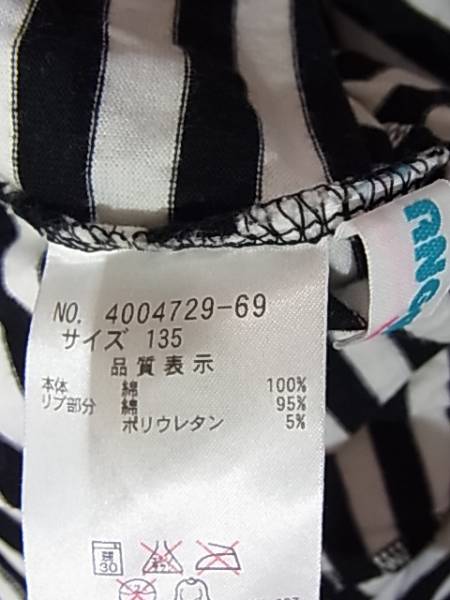 NO. 4004729-69
サイズ 135
品質表示
本体 綿 100%
リブ部分 綿 95%
ポリウレタン 5%
30